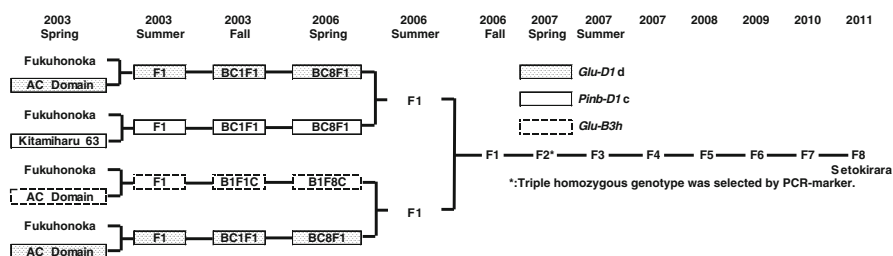 2003 Spring 2003 Summer 2003 Fall 2006 Spring 2006 Summer 2006 Fall 2007 Spring 2007 Summer 2007 2008 2009 2010 2011
Fukuhonoka
AC Domain F1 BC1F1 BC8F1
F1
Fukuhonoka
Kitamiharu 63 F1 BC1F1 BC8F1
Fukuhonoka
AC Domain F1 B1F1C B1F8C
F1
Fukuhonoka
AC Domain F1 BC1F1 BC8F1
Glu-D1 d
Pinb-D1 c
Glu-B3h
F1 F2* F3 F4 F5 F6 F7 F8
Setokirara
*:Triple homozygous genotype was selected by PCR-marker.